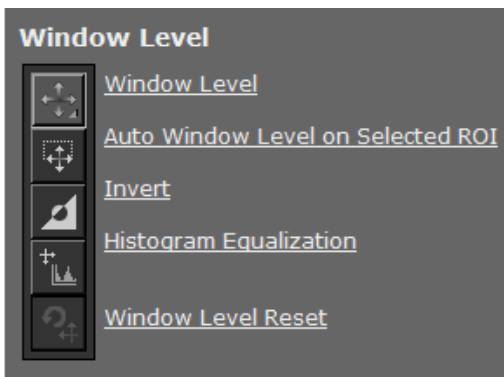 Window Level
Window Level
Auto Window Level on Selected ROI
Invert
Histogram Equalization
Window Level Reset